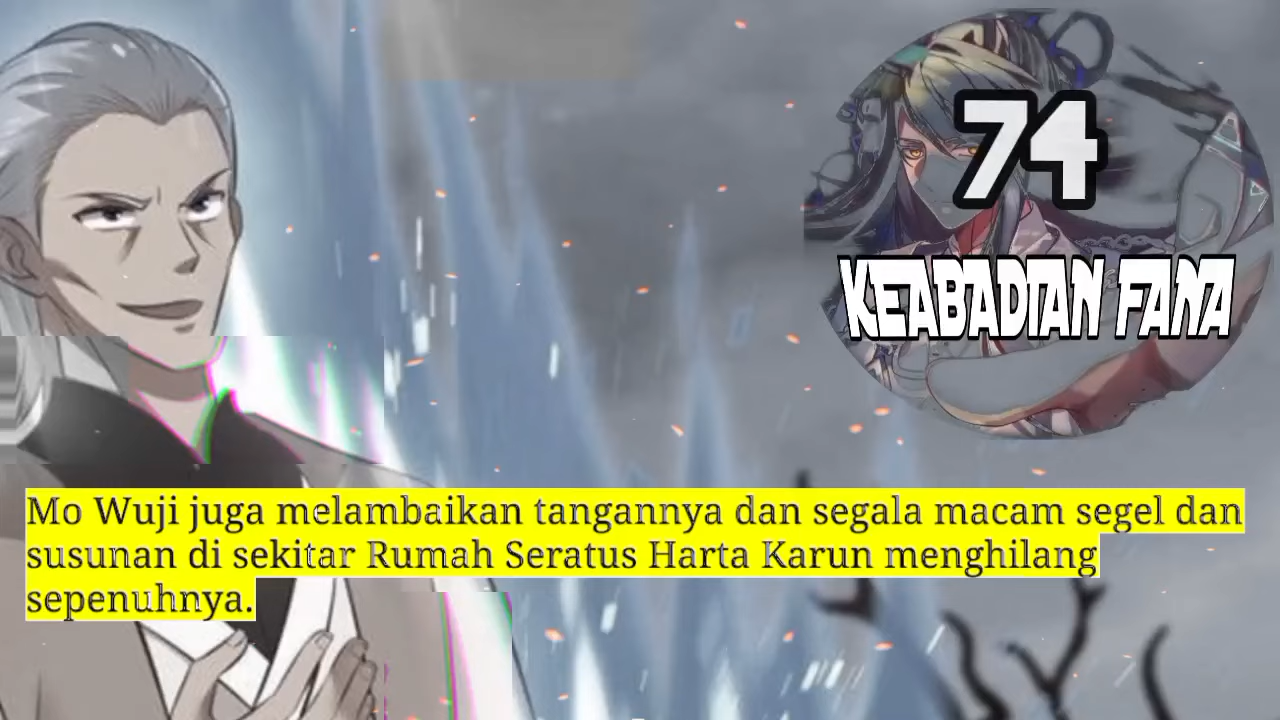 74
KEABADIAN FANA
Mo Wuji juga melambaikan tangannya dan segala macam segel dan
susunan di sekitar Rumah Seratus Harta Karun menghilang
sepenuhnya.